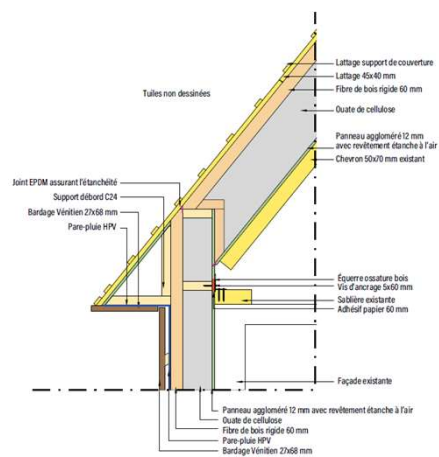 Lattage support de couverture
Lattage 45x40 mm
Fibre de bois rigide 60 mm
Tuiles non dessinées
Ouate de cellulose
Panneau aggloméré 12 mm
avec revêtement étanche à l'air
Chevron 50x70 mm existant
Joint EPDM assurant l'étanchéité
Support débord C24
Bardage Vénitien 27x68 mm
Pare-pluie HPV
Équerre ossature bois
Vis d'ancrage 5x60 mm
Sablière existante
Adhésif papier 60 mm
Façade existante
Panneau aggloméré 12 mm avec revêtement étanche à l'air
Ouate de cellulose
Fibre de bois rigide 60 mm
Pare-pluie HPV
Bardage Vénitien 27x68 mm